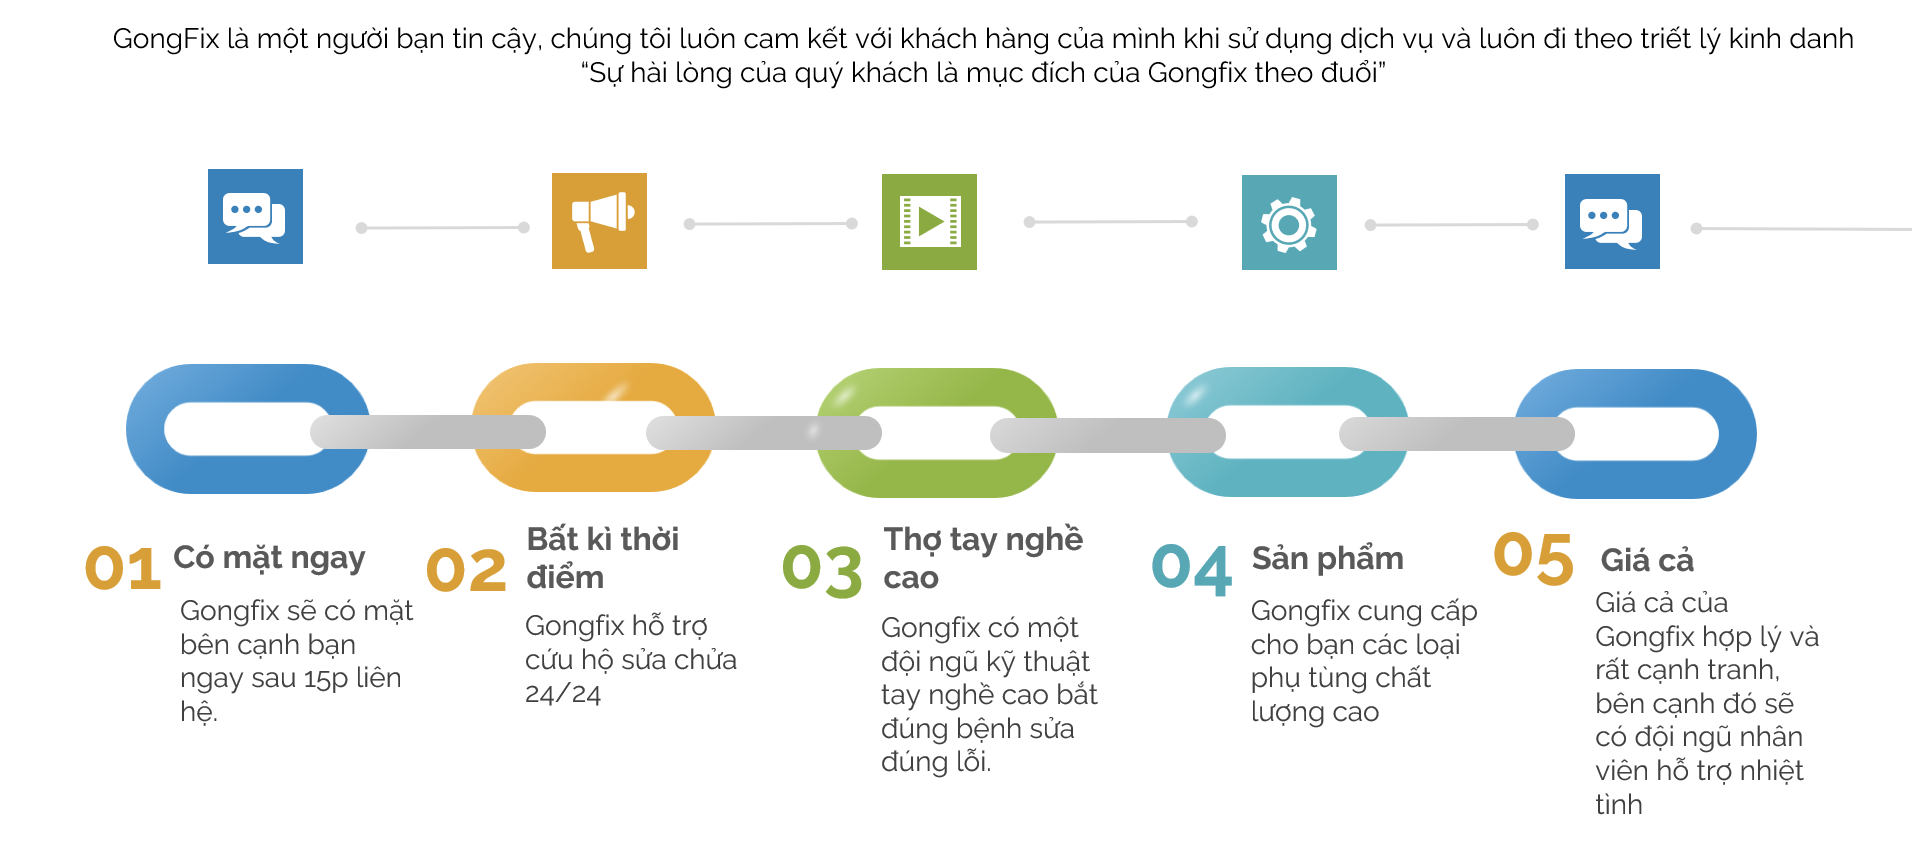 GongFix là một người bạn tin cậy, chúng tôi luôn cam kết với khách hàng của mình khi sử dụng dịch vụ và luôn đi theo triết lý kinh danh
“Sự hài lòng của quý khách là mục đích của Gongfix theo đuổi”
01 Có mặt ngay
Gongfix sẽ có mặt
bên cạnh bạn
ngay sau 15p liên
hệ.
02 Bất kì thời
điểm
Gongfix hỗ trợ
cứu hộ sửa chửa
24/24
03 Thợ tay nghề
cao
Gongfix có một
đội ngũ kỹ thuật
tay nghề cao bắt
đúng bệnh sửa
đúng lỗi.
04 Sản phẩm
Gongfix cung cấp
cho bạn các loại
phụ tùng chất
lượng cao
05 Giá cả
Giá cả của
Gongfix hợp lý và
rất cạnh tranh,
bên cạnh đó sẽ
có đội ngũ nhân
viên hỗ trợ nhiệt
tình